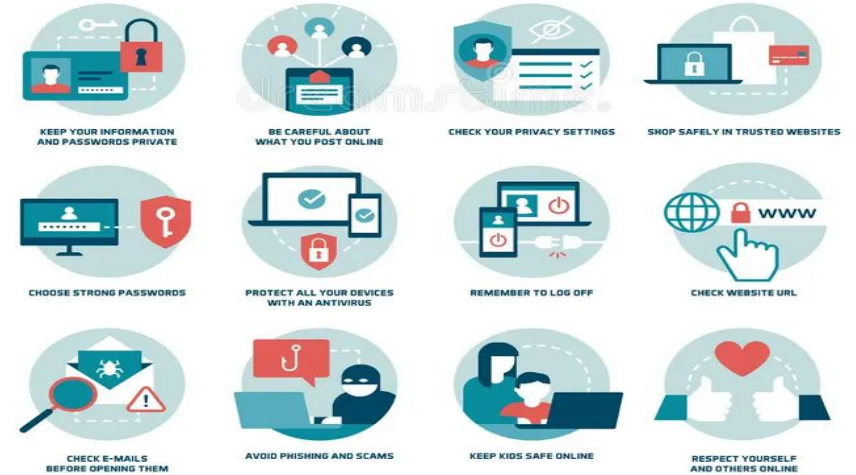 KEEP YOUR INFORMATION
AND PASSWORDS PRIVATE
BE CAREFUL ABOUT
WHAT YOU POST ONLINE
CHECK YOUR PRIVACY SETTINGS
SHOP SAFELY IN TRUSTED WEBSITES
dreamstime.
CHOOSE STRONG PASSWORDS
PROTECT ALL YOUR DEVICES
WITH AN ANTIVIRUS
REMEMBER TO LOG OFF
WWW
CHECK WEBSITE URL
CHECK E-MAILS
BEFORE OPENING THEM
AVOID PHISHING AND SCAMS
KEEP KIDS SAFE ONLINE
RESPECT YOURSELF
AND OTHERS ONLINE